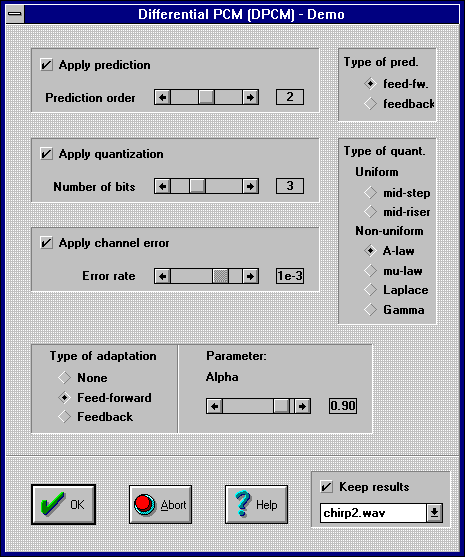 Differential PCM (DPCM) - Demo
Apply prediction
Prediction order
2
Type of pred.
feed-fw.
feedback
Apply quantization
Number of bits
3
Type of quant.
Uniform
mid-step
mid-riser
Non-uniform
A-law
mu-law
Laplace
Gamma
Apply channel error
Error rate
1e-3
Type of adaptation
None
Feed-forward
Feedback
Parameter:
Alpha
0.90
OK
Abort
Help
Keep results
chirp2.wav